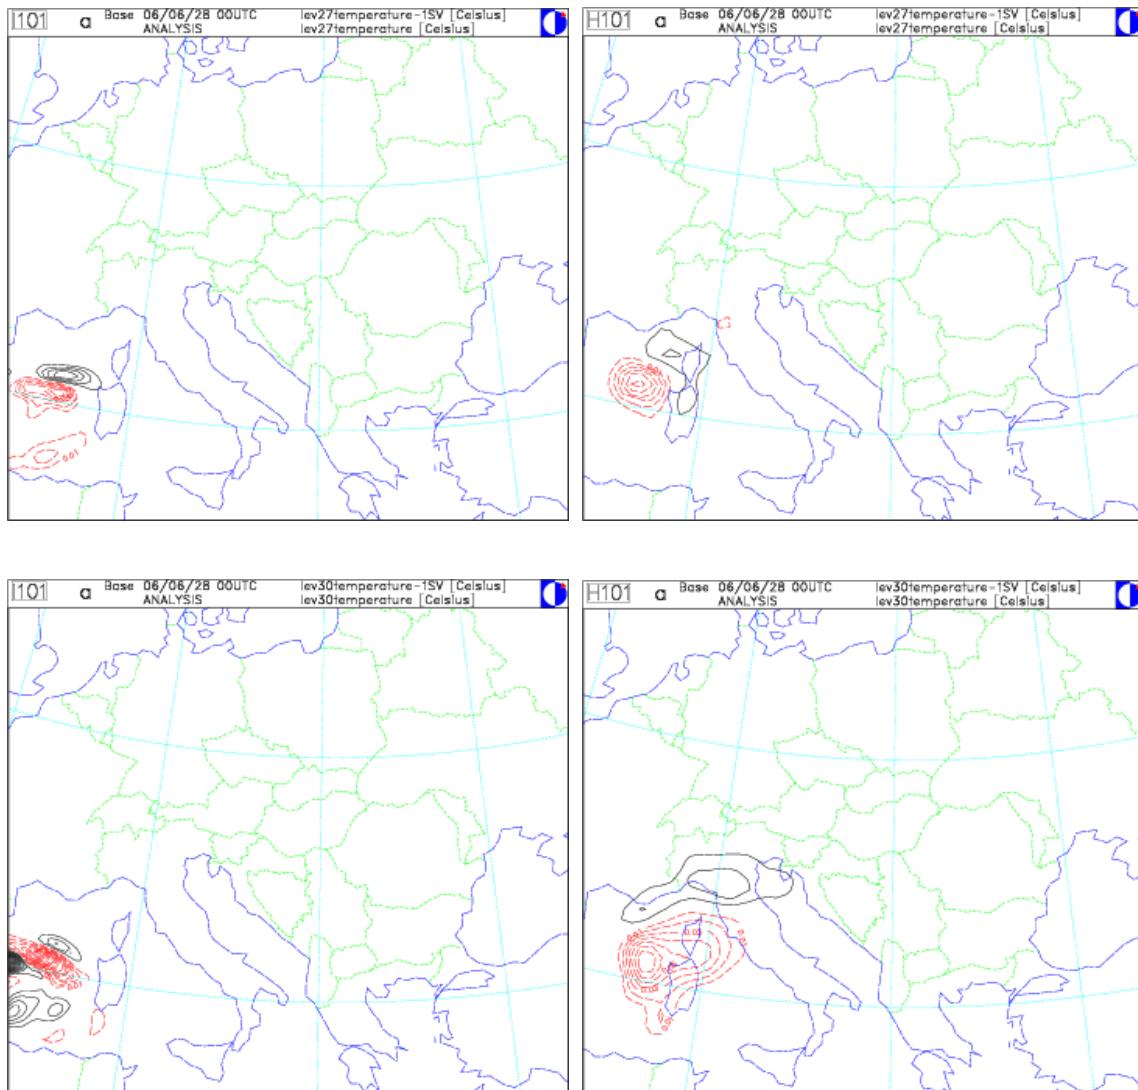 I101 a Base 06/06/28 00UTC lev27temperature-1SV [Celsius]
ANALYSIS lev27temperature [Celsius]
0.01
H101 a Base 06/06/28 00UTC lev27temperature-1SV [Celsius]
ANALYSIS lev27temperature [Celsius]
I101 a Base 06/06/28 00UTC lev30temperature-1SV [Celsius]
ANALYSIS lev30temperature [Celsius]
H101 a Base 06/06/28 00UTC lev30temperature-1SV [Celsius]
ANALYSIS lev30temperature [Celsius]